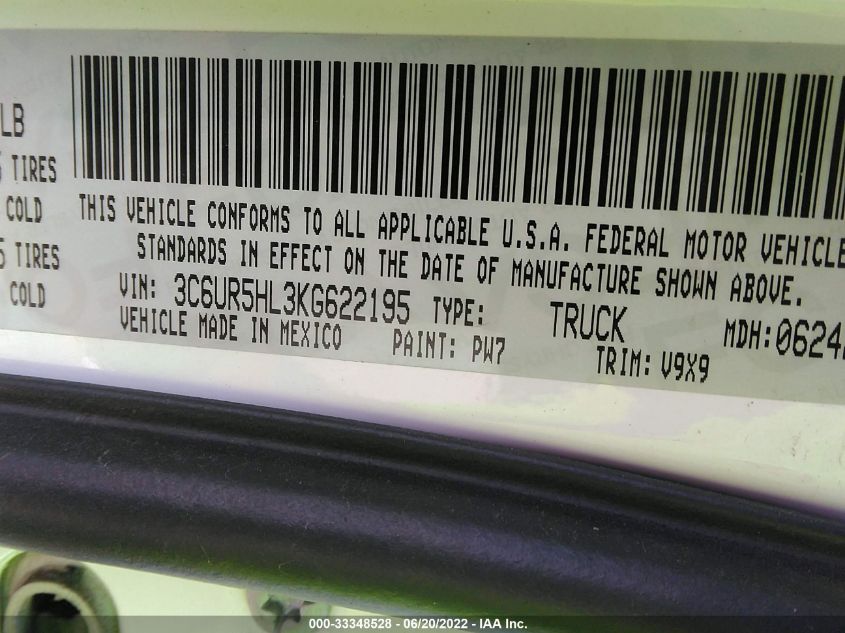 LB
TIRES
COLD
TIRES
COLD
THIS VEHICLE CONFORMS TO ALL APPLICABLE U.S.A. FEDERAL MOTOR VEHICLE
STANDARDS IN EFFECT ON THE DATE OF MANUFACTURE SHOWN ABOVE.
VIN: 3C6UR5HL3KG622195 TYPE: TRUCK MDH: 0624
VEHICLE MADE IN MEXICO PAINT: PW7 TRIM: V9X9
000-33348528 - 06/20/2022 - IAA Inc.